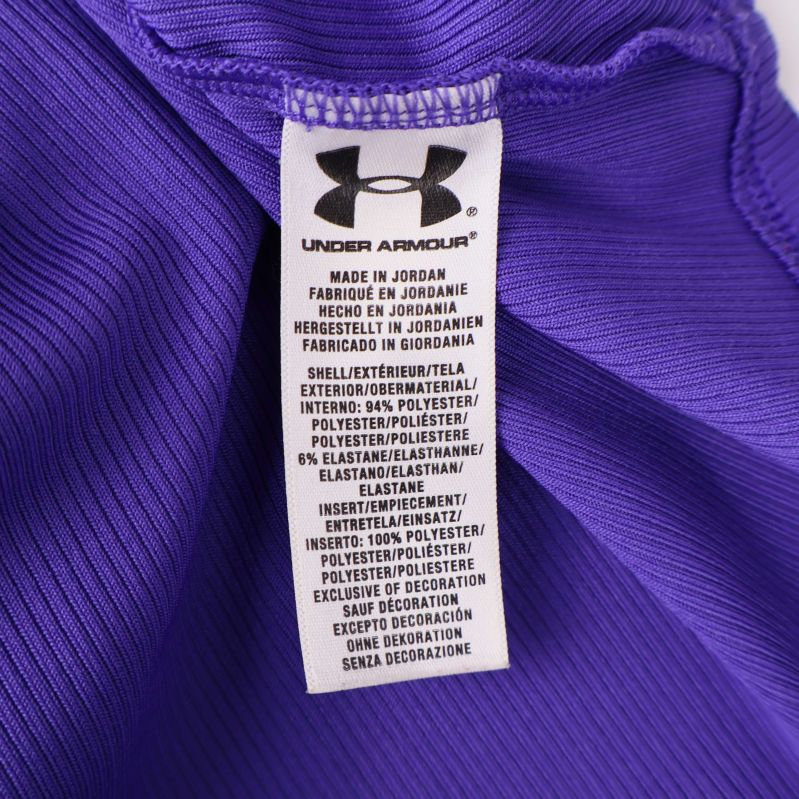 ®
UNDER ARMOUR®
MADE IN JORDAN
FABRIQUÉ EN JORDANIE
HECHO EN JORDANIA
HERGESTELLT IN JORDANIEN
FABRICADO IN GIORDANIA
SHELL/EXTÉRIEUR/TELA
EXTERIOR/OBERMATERIAL/
INTERNO: 94% POLYESTER/
POLYESTER/POLIÉSTER/
POLYESTER/POLIESTERE
6% ELASTANE/ELASTHANNE/
ELASTANO/ELASTHAN/
ELASTANE
INSERT/EMPIECEMENT/
ENTRETELA/EINSATZ/
INSERTO: 100% POLYESTER/
POLYESTER/POLIÉSTER/
POLYESTER/POLIESTERE
EXCLUSIVE OF DECORATION
SAUF DÉCORATION
EXCEPTO DECORACIÓN
OHNE DEKORATION
SENZA DECORAZIONE